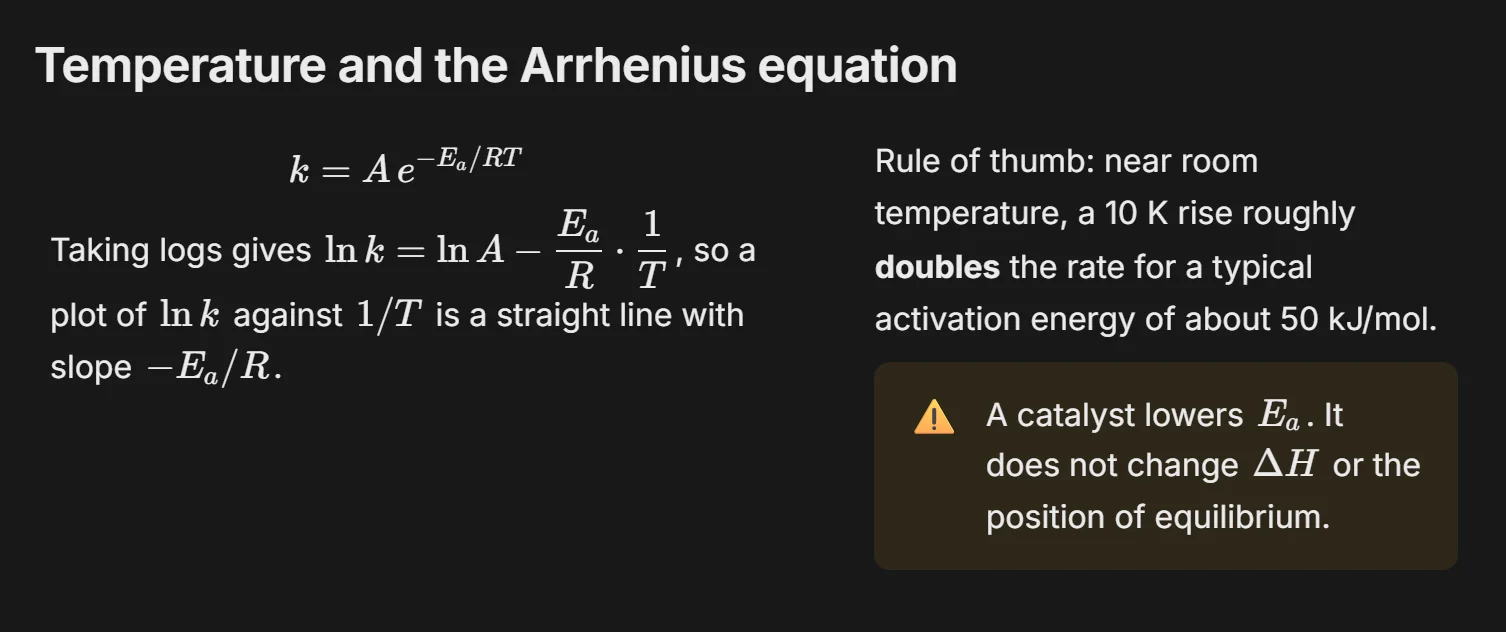 Temperature and the Arrhenius equation
k = A e^{−E_a/RT}
Taking logs gives ln k = ln A − \frac{E_a}{R} · \frac{1}{T}, so a
plot of ln k against 1/T is a straight line with
slope −E_a/R.
Rule of thumb: near room
temperature, a 10 K rise roughly
doubles the rate for a typical
activation energy of about 50 kJ/mol.
A catalyst lowers E_a. It
does not change ΔH or the
position of equilibrium.